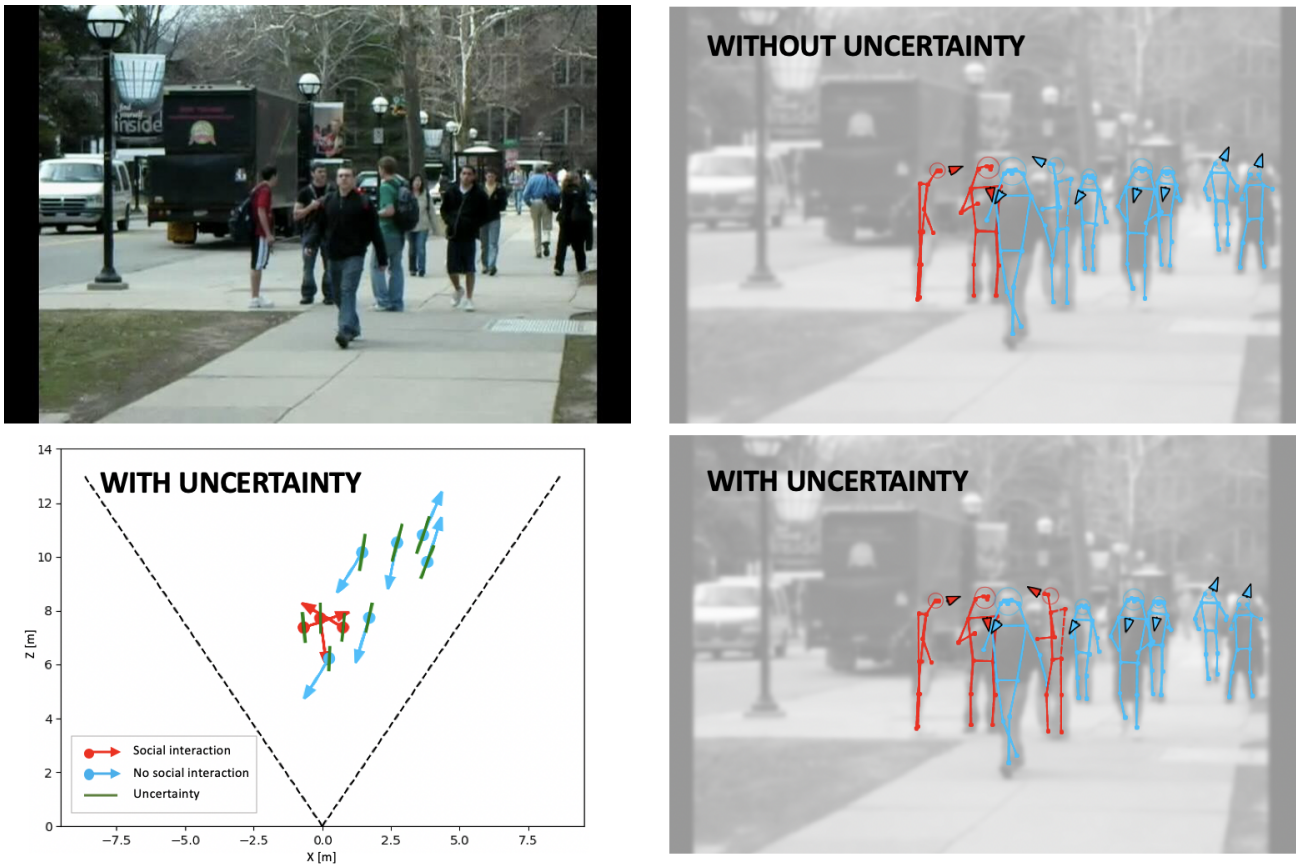 inside
WITHOUT UNCERTAINTY
WITH UNCERTAINTY
14
12
10
8
6
4
2
0
Z [m]
−7.5
−5.0
−2.5
0.0
2.5
5.0
7.5
X [m]
Social interaction
No social interaction
Uncertainty
WITH UNCERTAINTY